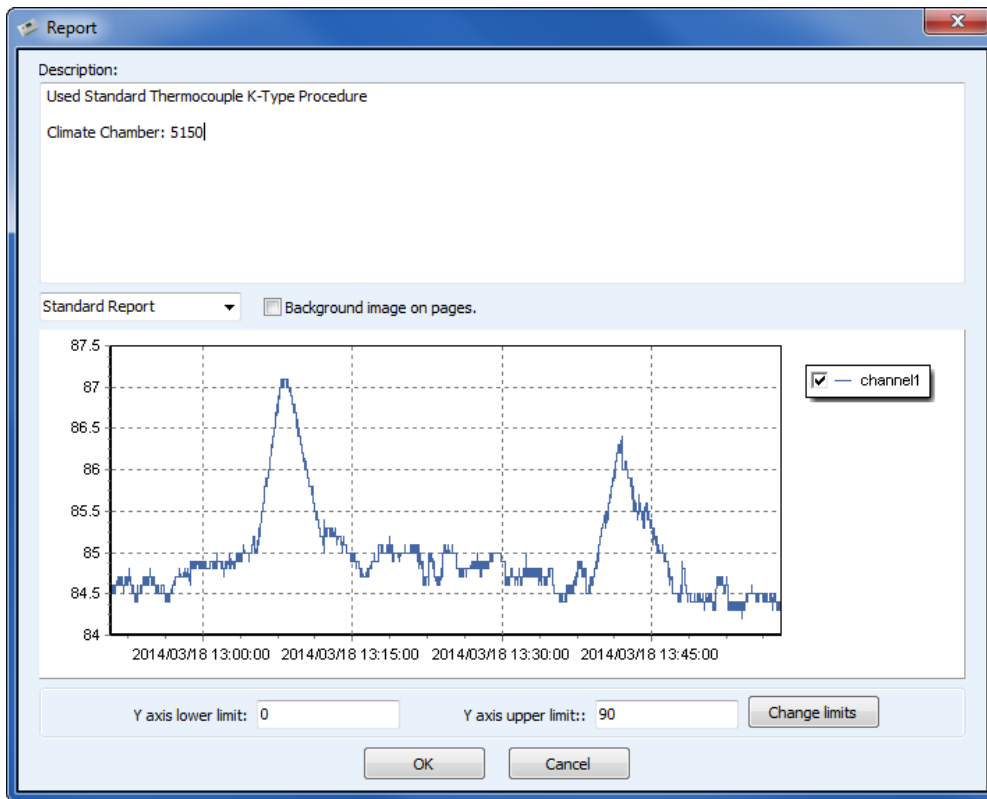 Report
Description:
Used Standard Thermocouple K-Type Procedure
Climate Chamber: 5150
Standard Report
Background image on pages.
87.5
87
86.5
86
85.5
85
84.5
84
channel1
2014/03/18 13:00:00 2014/03/18 13:15:00 2014/03/18 13:30:00 2014/03/18 13:45:00
Y axis lower limit: 0 Y axis upper limit:: 90 Change limits
OK Cancel